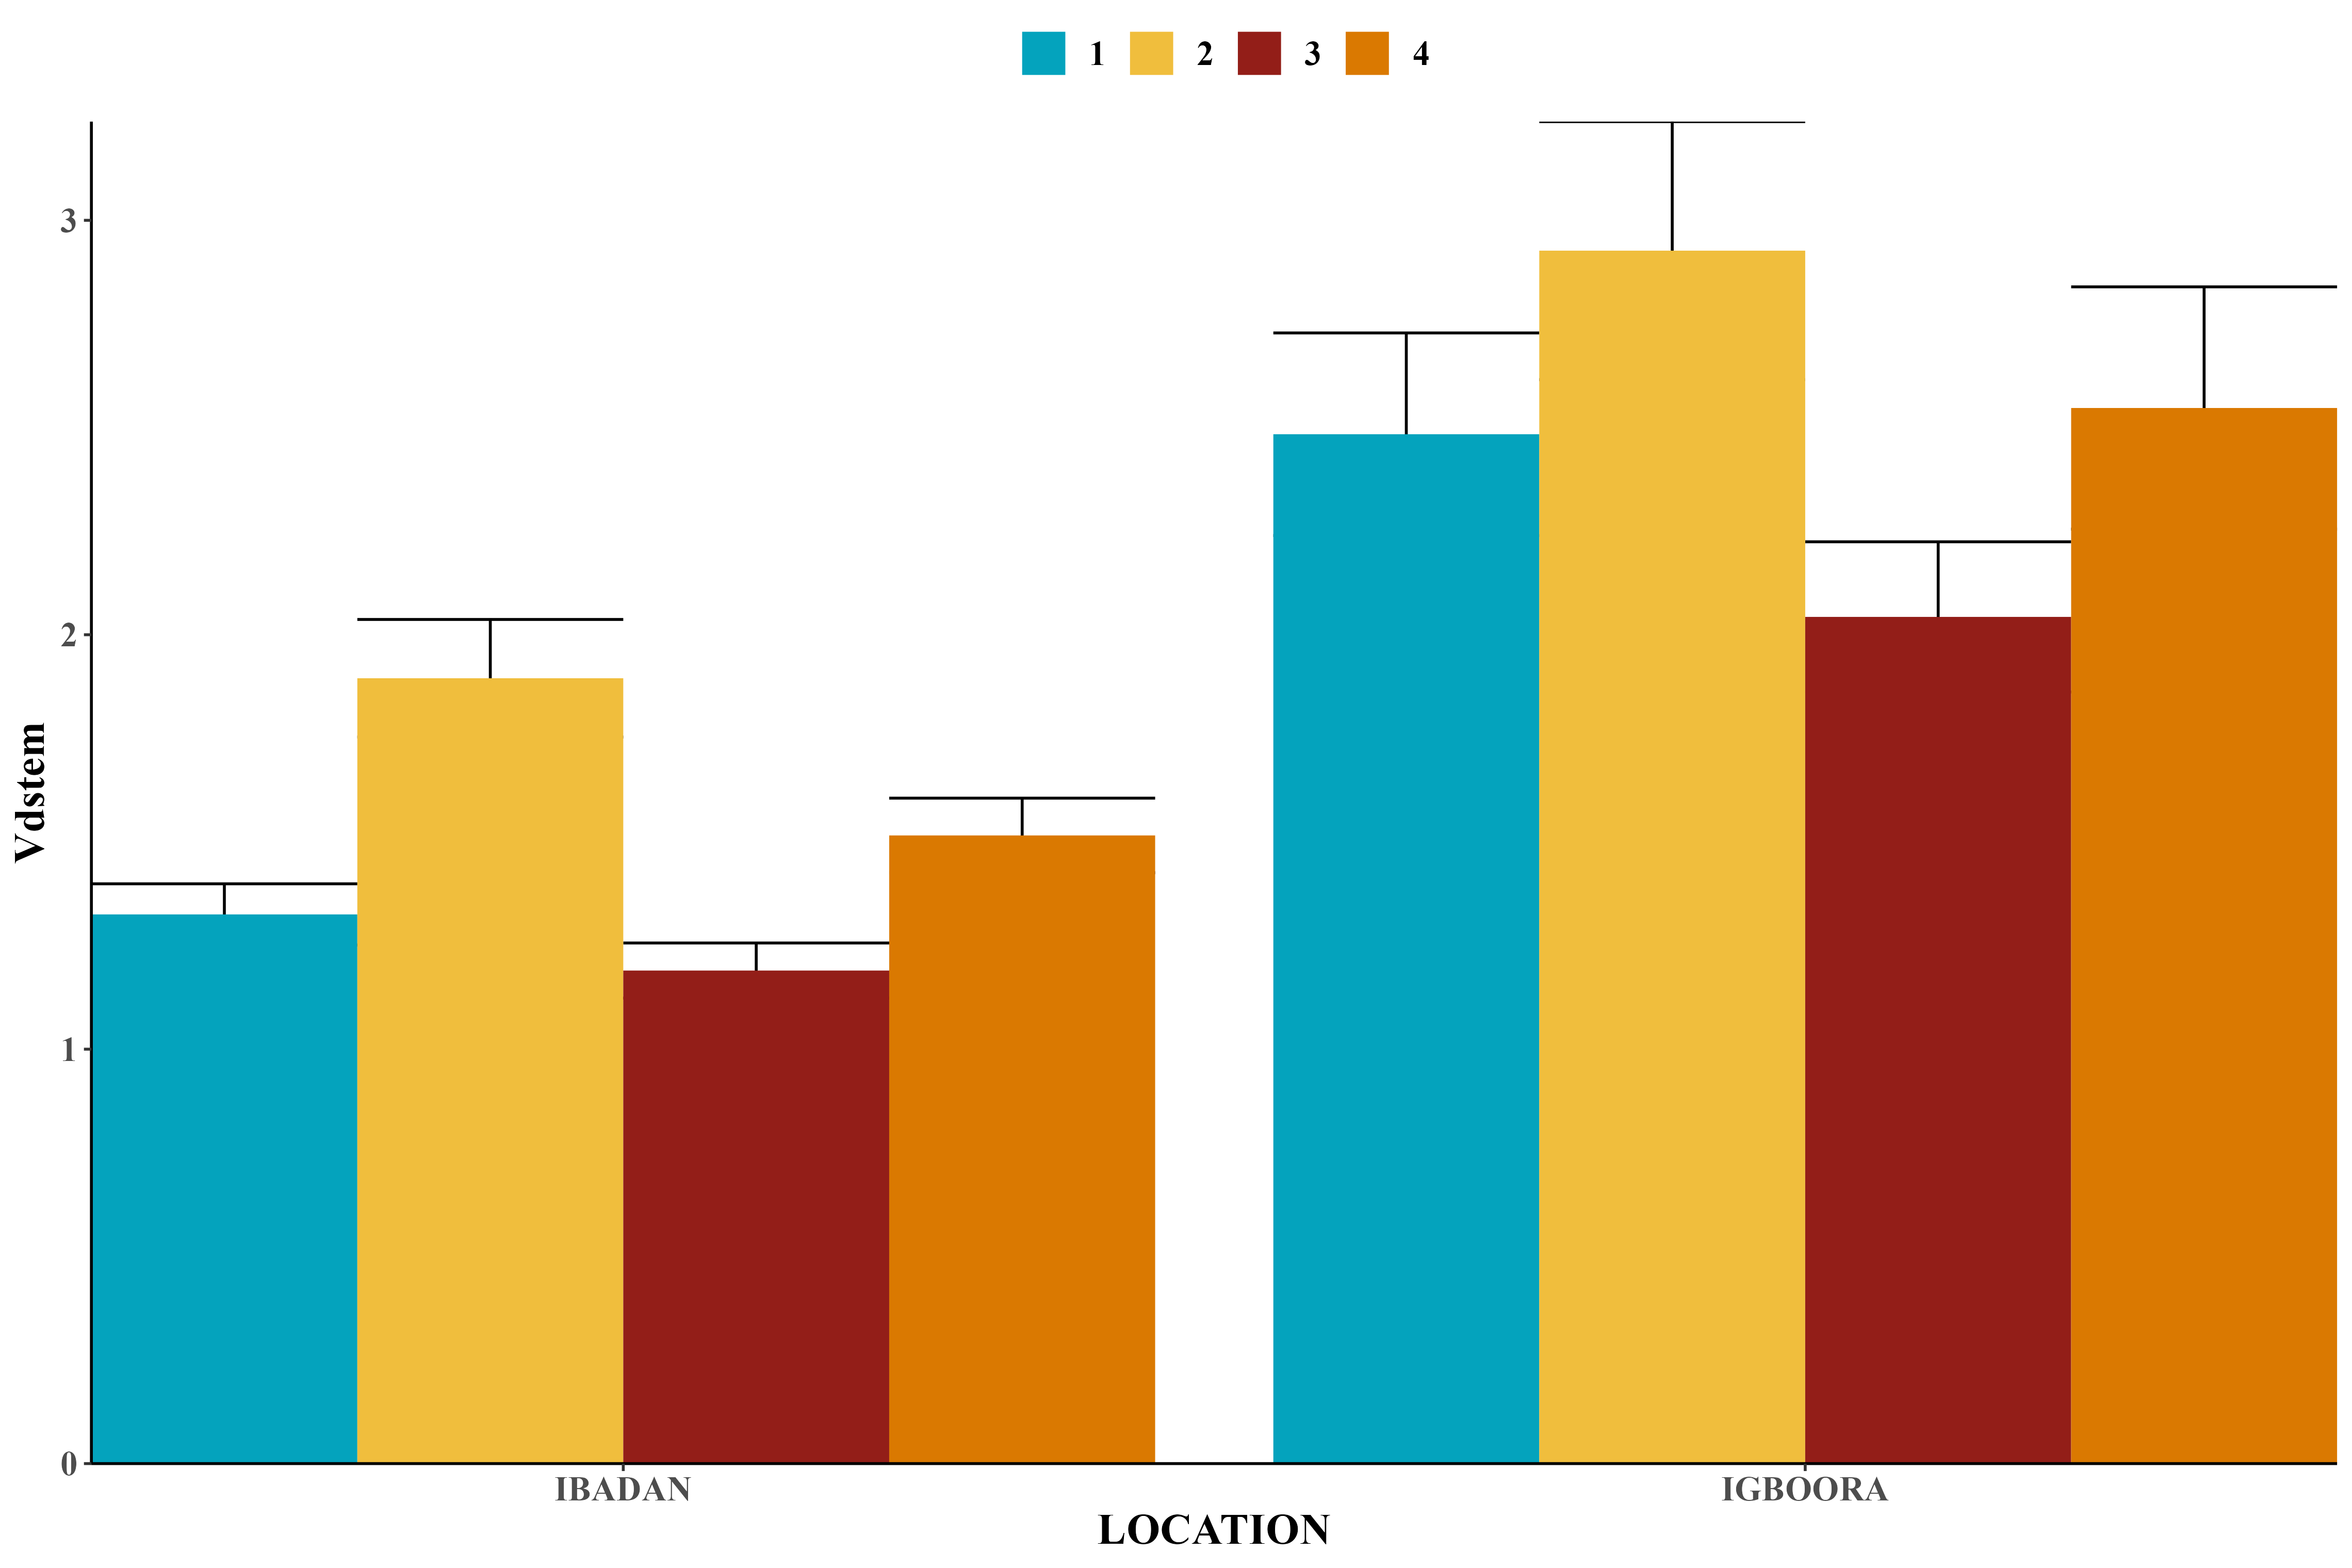 1 2 3 4
3
2
1
0
Vdstem
IBADAN IGBOORA
LOCATION